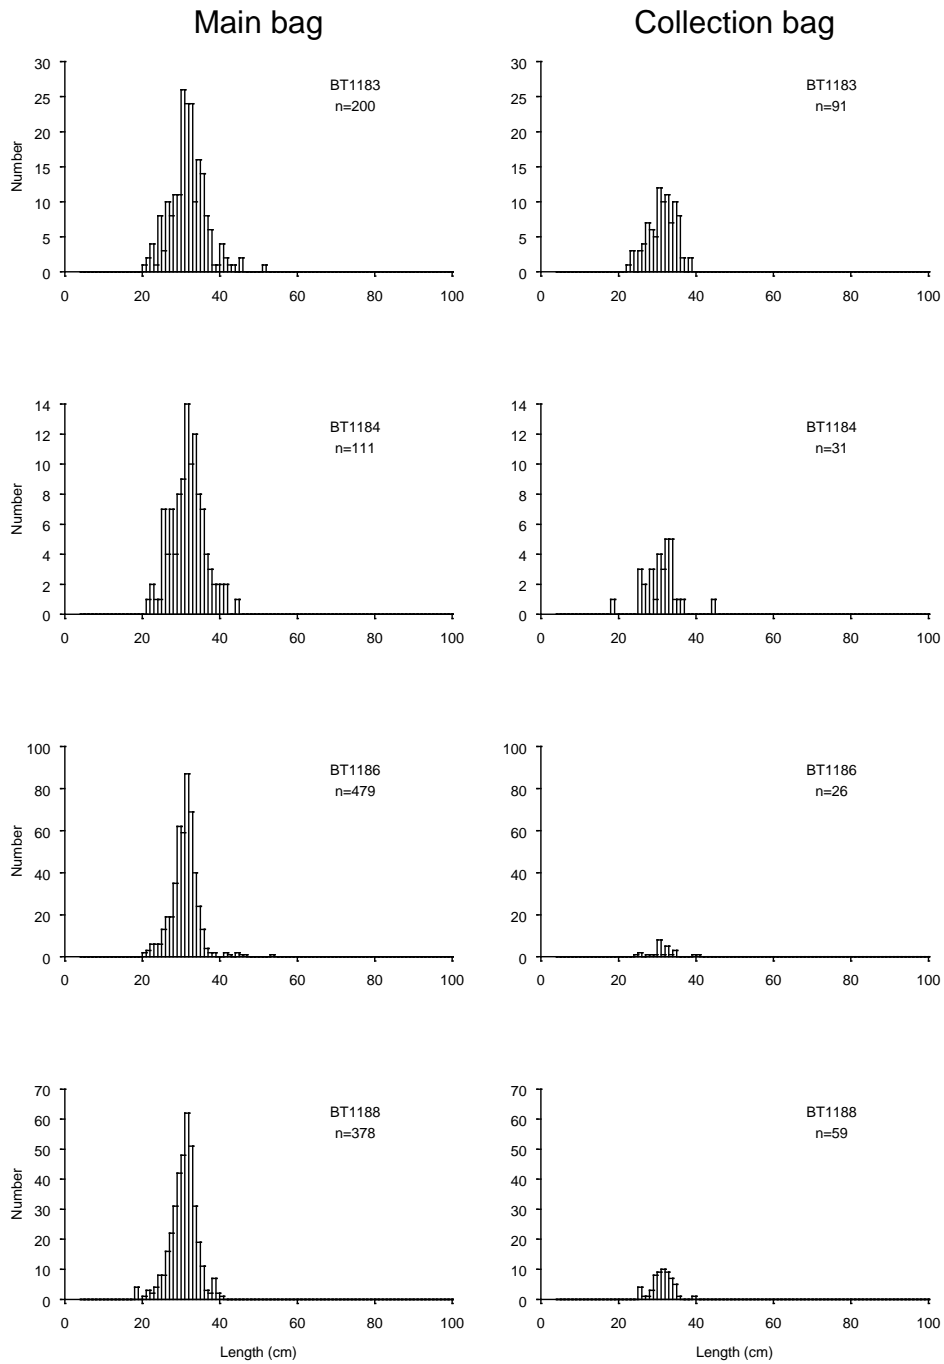 Main bag
Collection bag
30
25
20
15
10
5
0
Number
BT1183
n=200
0 20 40 60 80 100
30
25
20
15
10
5
0
BT1183
n=91
0 20 40 60 80 100
14
12
10
8
6
4
2
0
Number
BT1184
n=111
0 20 40 60 80 100
14
12
10
8
6
4
2
0
BT1184
n=31
0 20 40 60 80 100
100
80
60
40
20
0
Number
BT1186
n=479
0 20 40 60 80 100
100
80
60
40
20
0
BT1186
n=26
0 20 40 60 80 100
70
60
50
40
30
20
10
0
Number
BT1188
n=378
0 20 40 60 80 100
Length (cm)
70
60
50
40
30
20
10
0
BT1188
n=59
0 20 40 60 80 100
Length (cm)